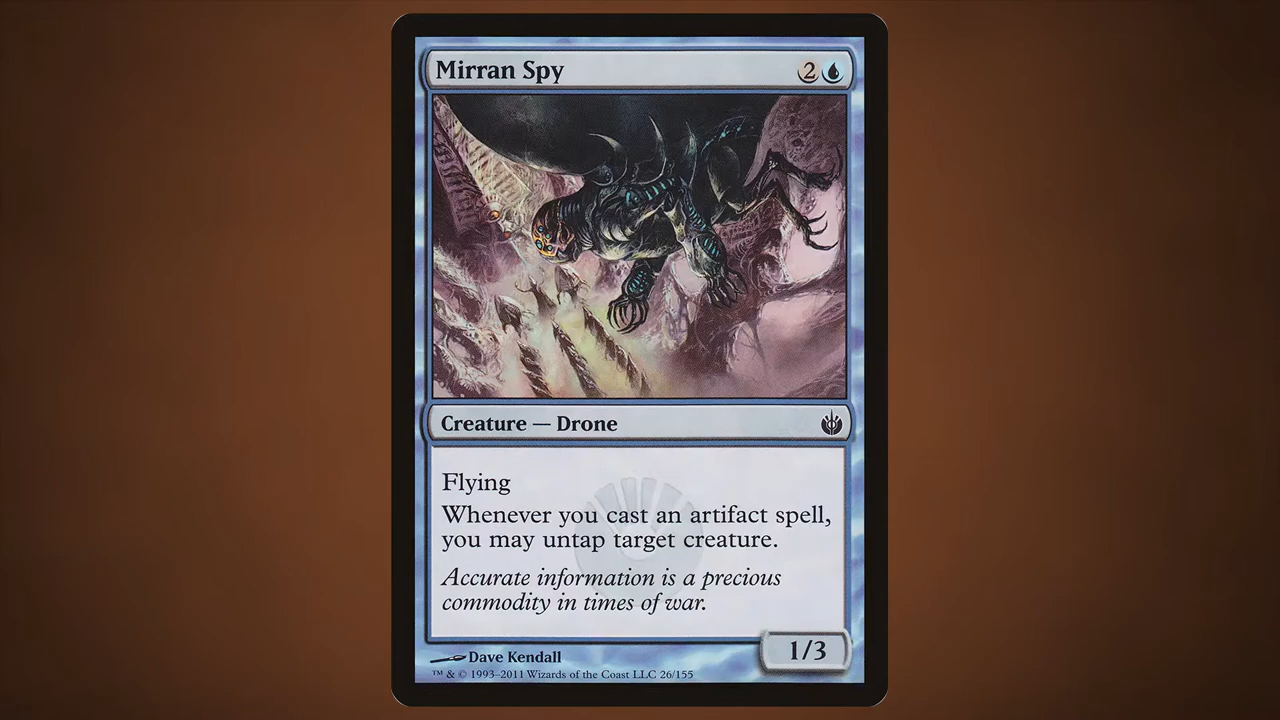 Mirran Spy 2
Creature — Drone
Flying
Whenever you cast an artifact spell,
you may untap target creature.
Accurate information is a precious
commodity in times of war.
1/3
Dave Kendall
™ & © 1993–2011 Wizards of the Coast LLC 26/155